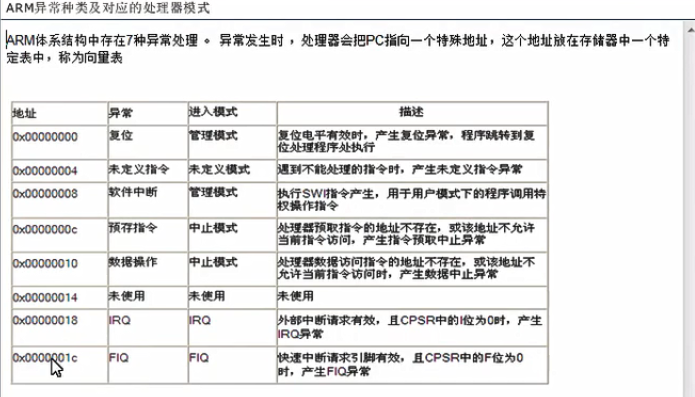 ARM异常种类及对应的处理器模式
ARM体系结构中存在7种异常处理。 异常发生时，处理器会把PC指向一个特殊地址，这个地址放在存储器中一个特
定表中，称为向量表
地址 异常 进入模式 描述
0x00000000 复位 管理模式 复位电平有效时，产生复位异常，程序跳转到复
位处理程序处执行
0x00000004 未定义指令 未定义模式 遇到不能处理的指令时，产生未定义指令异常
0x00000008 软件中断 管理模式 执行SWI指令产生，用于用户模式下的程序调用特
权操作指令
0x0000000c 预存指令 中止模式 处理器预取指令的地址不存在，或该地址不允许
当前指令访问，产生指令预取中止异常
0x00000010 数据操作 中止模式 处理器数据访问指令的地址不存在，或该地址不
允许当前指令访问时，产生数据中止异常
0x00000014 未使用 未使用 未使用
0x00000018 IRQ IRQ 外部中断请求有效，且CPSR中的I位为0时，产生
IRQ异常
0x0000001c FIQ FIQ 快速中断请求引脚有效，且CPSR中的F位为0
时，产生FIQ异常